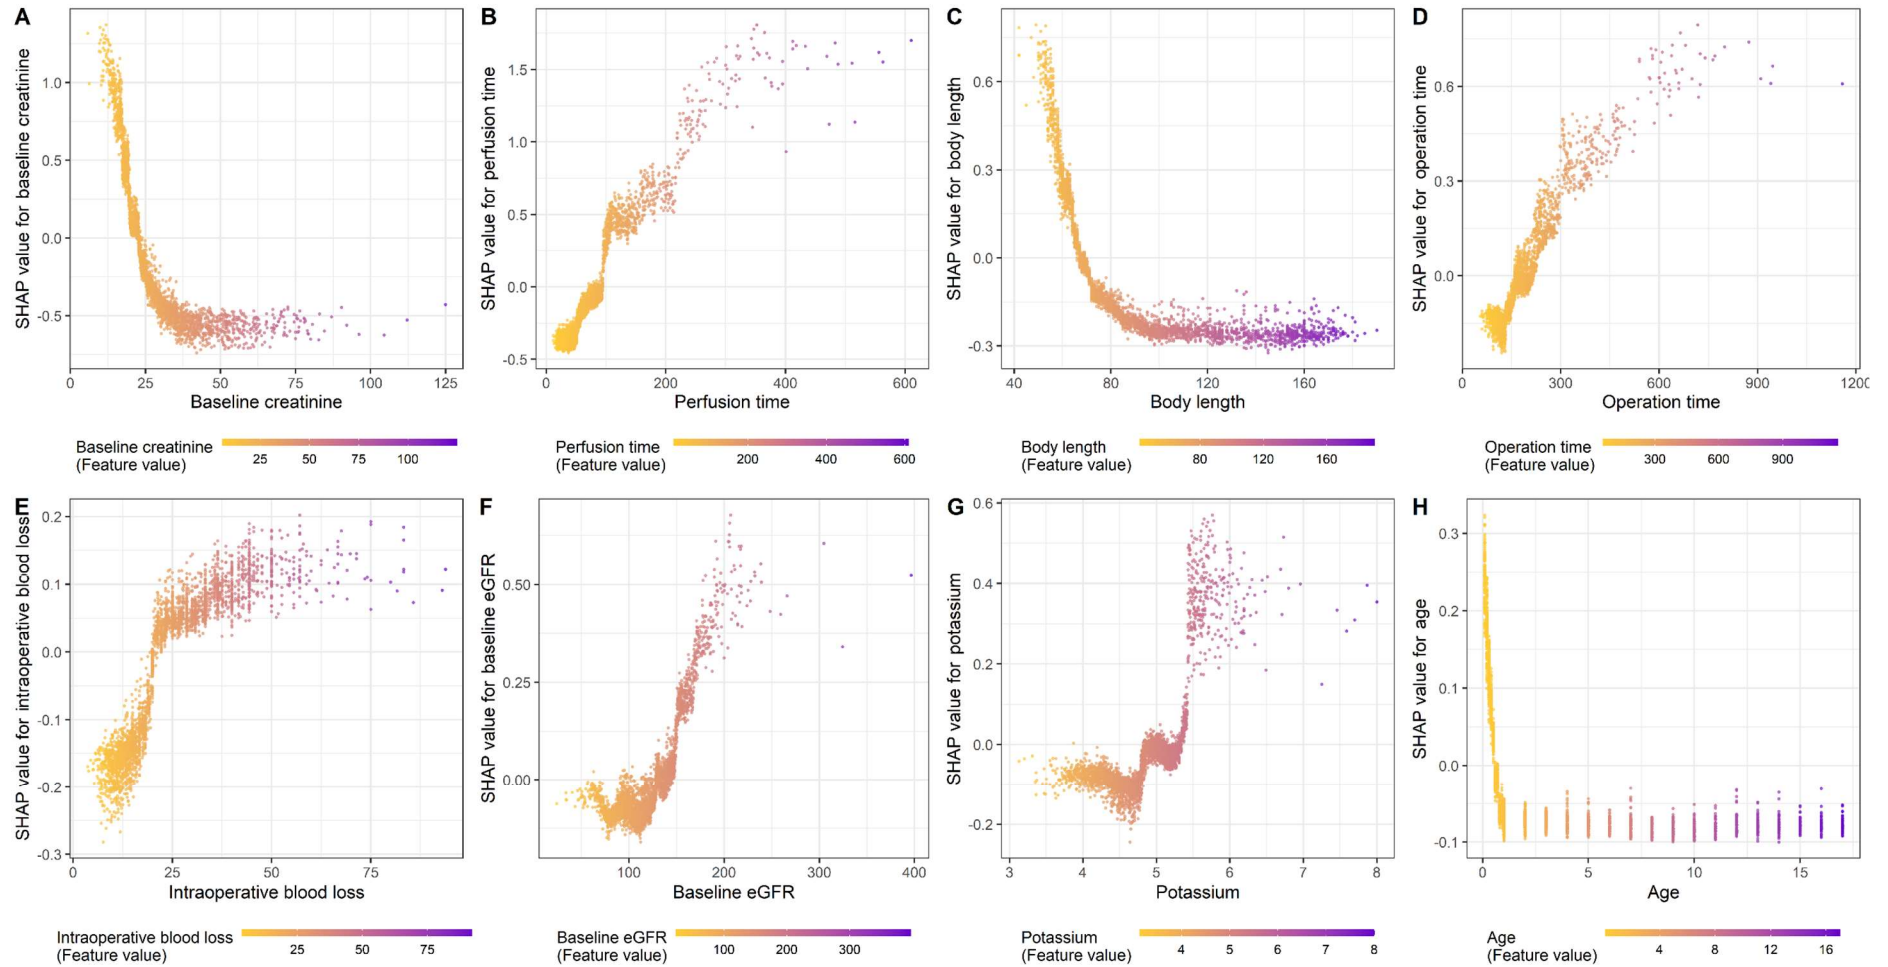 A
SHAP value for baseline creatinine
1.0
0.5
0.0
-0.5
0
25
50
75
100
125
Baseline creatinine
Baseline creatinine
(Feature value)
25
50
75
100
B
SHAP value for perfusion time
1.5
1.0
0.5
0.0
-0.5
0
200
400
600
Perfusion time
Perfusion time
(Feature value)
200
400
600
C
SHAP value for body length
0.6
0.3
0.0
-0.3
40
80
120
160
Body length
Body length
(Feature value)
80
120
160
D
SHAP value for operation time
0.6
0.3
0.0
0
300
600
900
1200
Operation time
Operation time
(Feature value)
300
600
900
E
SHAP value for intraoperative blood loss
0.2
0.1
0.0
-0.1
-0.2
-0.3
0
25
50
75
Intraoperative blood loss
Intraoperative blood loss
(Feature value)
25
50
75
F
SHAP value for baseline eGFR
0.50
0.25
0.00
100
200
300
400
Baseline eGFR
Baseline eGFR
(Feature value)
100
200
300
G
SHAP value for potassium
0.6
0.4
0.2
0.0
-0.2
3
4
5
6
7
8
Potassium
Potassium
(Feature value)
4
5
6
7
8
H
SHAP value for age
0.3
0.2
0.1
0.0
-0.1
0
5
10
15
Age
Age
(Feature value)
4
8
12
16